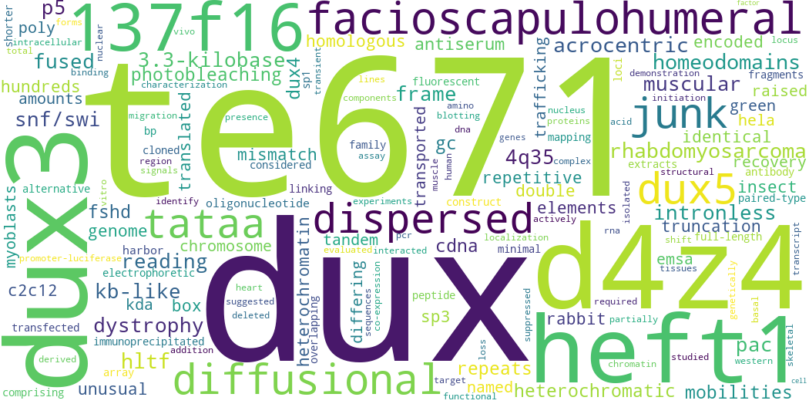 shorter p5 137f16 facioscapulohumeral factor
forms poly nuclear vivo locus
intracellular fused total binding
homologous antiserum acrocentric encoded
3.3-kilobase photobleaching dux4 sp1 transient
hundreds amounts characterization
te671
fluorescent lines components amino blotting dna
frame trafficking loci homeodomains
demonstration fragments initiation
muscular raised green
junk hela identical
snf/swi translated migration presence
bp cloned region signals
mismatch family considered assay
transported gc 4q35 nucleus proteins mapping acid
rhabdomyosarcoma recovery
dux3 myoblasts alternative vitro
linking oligonucleotide experiments
muscle human genes complex repetitive double
extracts structural antibody
dux5 insect paired-type
fshd genome tataa chromosome
identify heterochromatin overlapping
dispersed elements construct actively isolated rna
intronless truncation
emsa shift full-length tissues transcript
promoter-luciferase harbor electrophoretic
reading tandem evaluated pcr interacted cdna localization minimal
dux
differing sequences co-expression
d4z4
c2c12 kb-like box heart suggested deleted
peptide sp3 suppressed required partially
genetically basal
transfected kda dystrophy immunoprecipitated
loss rabbit heft1 pac
chromatin studied western skeletal
derived hltf addition array
comprising unusual diffusional
repeats named target functional
heterochromatic mobilities cell